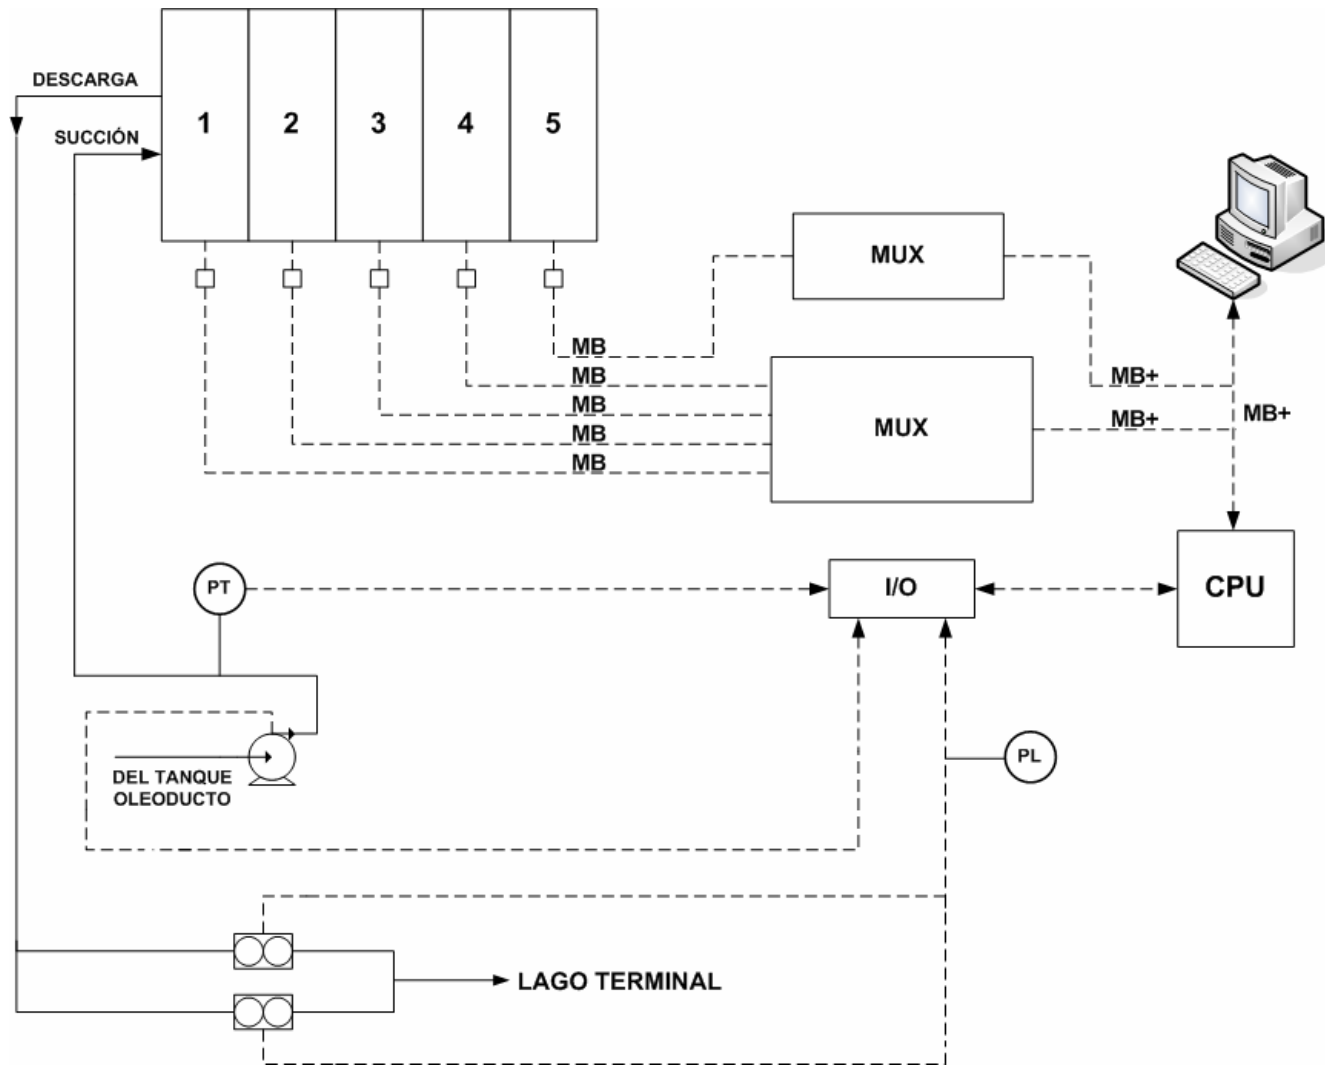 DESCARGA
SUCCIÓN
1
2
3
4
5
MUX
MB
MB
MB
MB
MB
MUX
MB+
MB+
MB+
PT
I/O
CPU
PL
DEL TANQUE
OLEODUCTO
LAGO TERMINAL